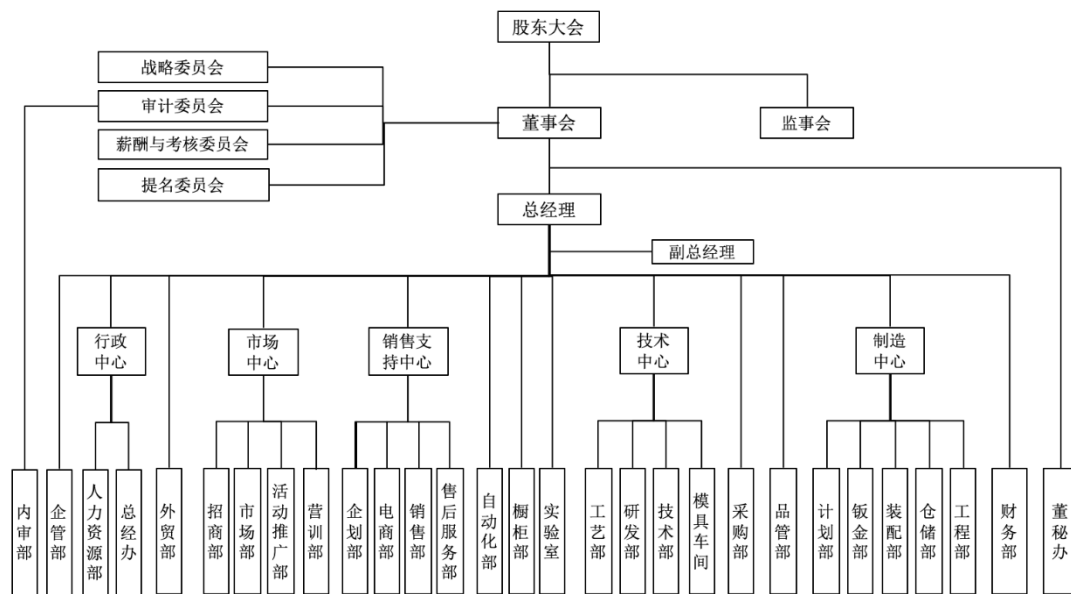 股东大会
战略委员会
审计委员会
董事会
监事会
薪酬与考核委员会
提名委员会
总经理
副总经理
行政
中心
市场
中心
销售支
持中心
技术
中心
制造
中心
内审部
企管部
人力资源部
总经办
外贸部
招商部
市场部
活动推广部
营训部
企划部
电商部
销售部
售后服务部
自动化部
橱柜部
实验室
工艺部
研发部
技术部
模具车间
采购部
品管部
计划部
钣金部
装配部
仓储部
工程部
财务部
董秘办